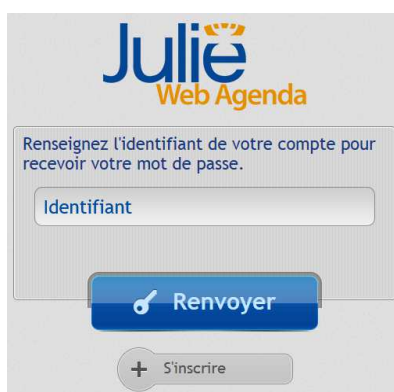 Julie
Web Agenda
Renseignez l'identifiant de votre compte pour
recevoir votre mot de passe.
Identifiant
Renvoyer
S'inscrire